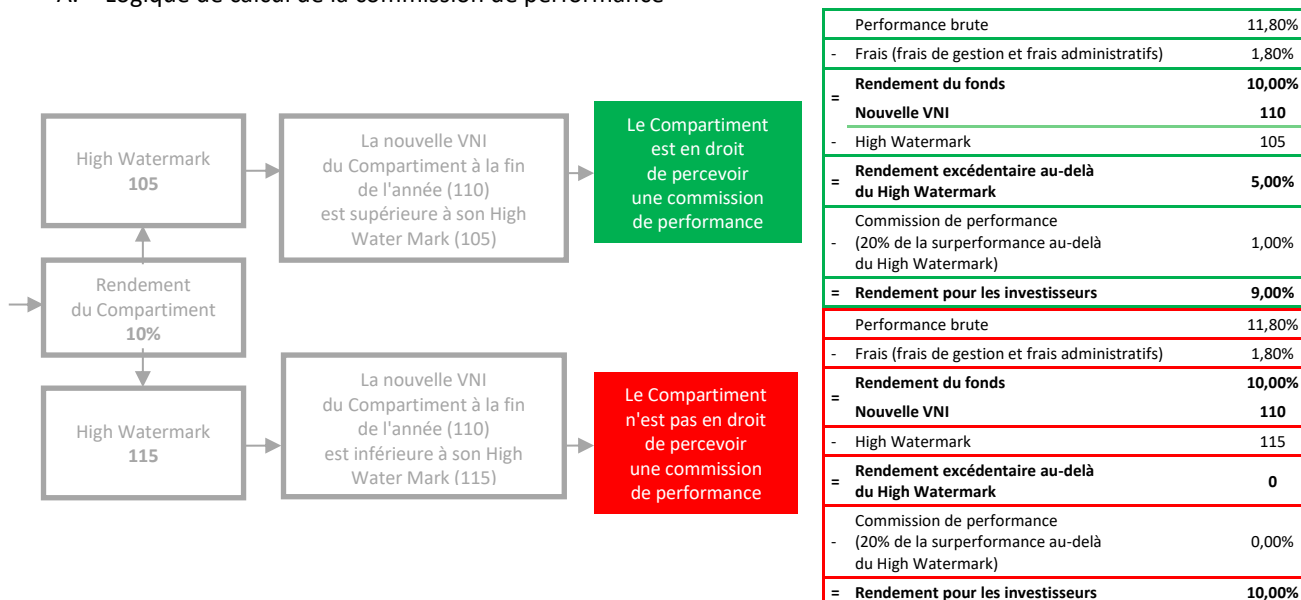 A. Logique de calcul de la commission de performance
High Watermark
105
La nouvelle VNI
du Compartiment à la fin
de l'année (110)
est supérieure à son High
Water Mark (105)
Le Compartiment
est en droit
de percevoir
une commission
de performance
Rendement
du Compartiment
10%
High Watermark
115
La nouvelle VNI
du Compartiment à la fin
de l'année (110)
est inférieure à son High
Water Mark (115)
Le Compartiment
n'est pas en droit
de percevoir
une commission
de performance
Performance brute 11,80%
- Frais (frais de gestion et frais administratifs) 1,80%
= Rendement du fonds 10,00%
Nouvelle VNI 110
- High Watermark 105
= Rendement excédentaire au-delà
du High Watermark 5,00%
Commission de performance
- (20% de la surperformance au-delà 1,00%
du High Watermark)
= Rendement pour les investisseurs 9,00%
Performance brute 11,80%
- Frais (frais de gestion et frais administratifs) 1,80%
= Rendement du fonds 10,00%
Nouvelle VNI 110
- High Watermark 115
= Rendement excédentaire au-delà
du High Watermark 0
Commission de performance
- (20% de la surperformance au-delà 0,00%
du High Watermark)
= Rendement pour les investisseurs 10,00%